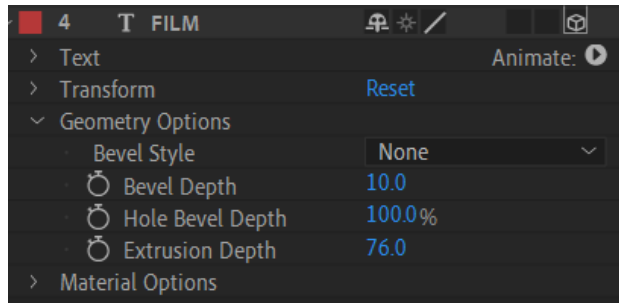 4 T FILM
Text Animate:
Transform Reset
Geometry Options
Bevel Style None
Bevel Depth 10.0
Hole Bevel Depth 100.0%
Extrusion Depth 76.0
Material Options